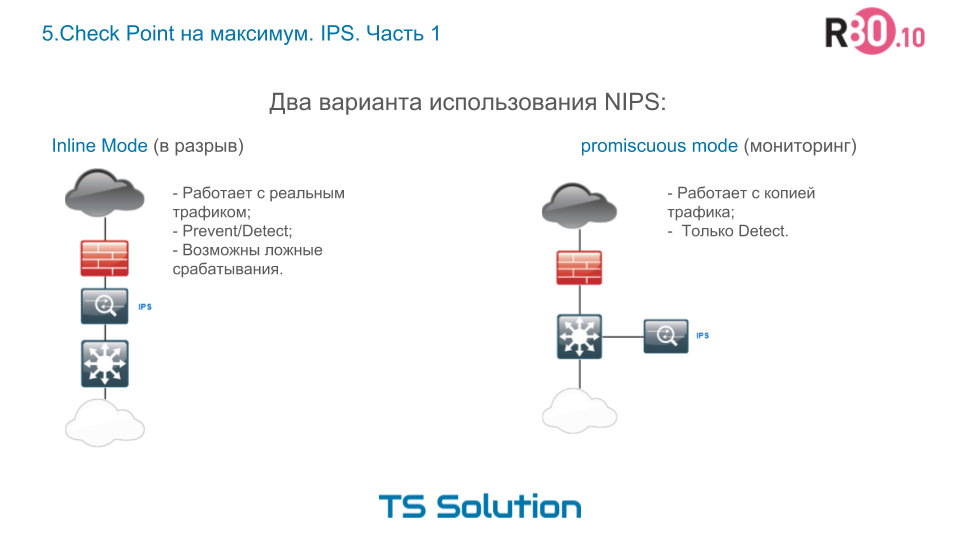 5.Check Point на максимум. IPS. Часть 1
R80.10
Два варианта использования NIPS:
Inline Mode (в разрыв)
- Работает с реальным
трафиком;
- Prevent/Detect;
- Возможны ложные
срабатывания.
IPS
promiscuous mode (мониторинг)
- Работает с копией
трафика;
- Только Detect.
IPS
TS Solution